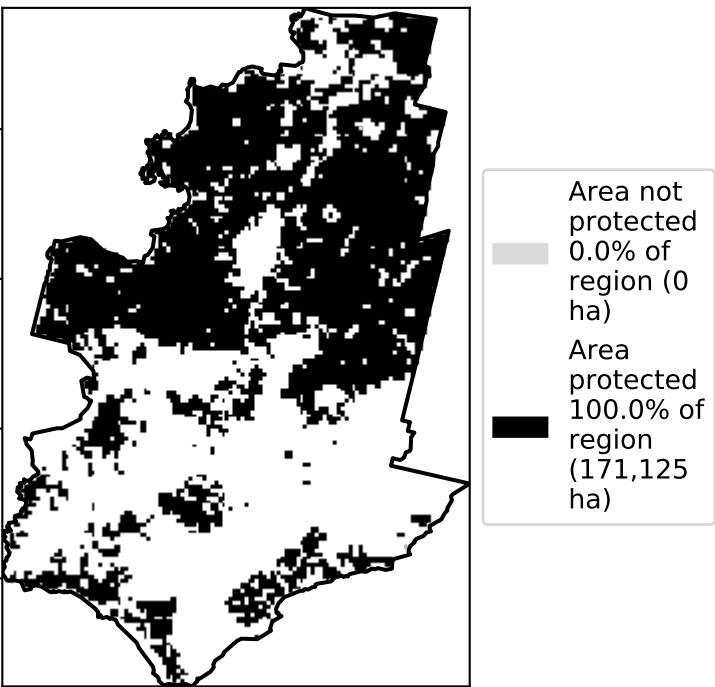 Area not
protected
0.0% of
region (0
ha)
Area
protected
100.0% of
region
(171,125
ha)